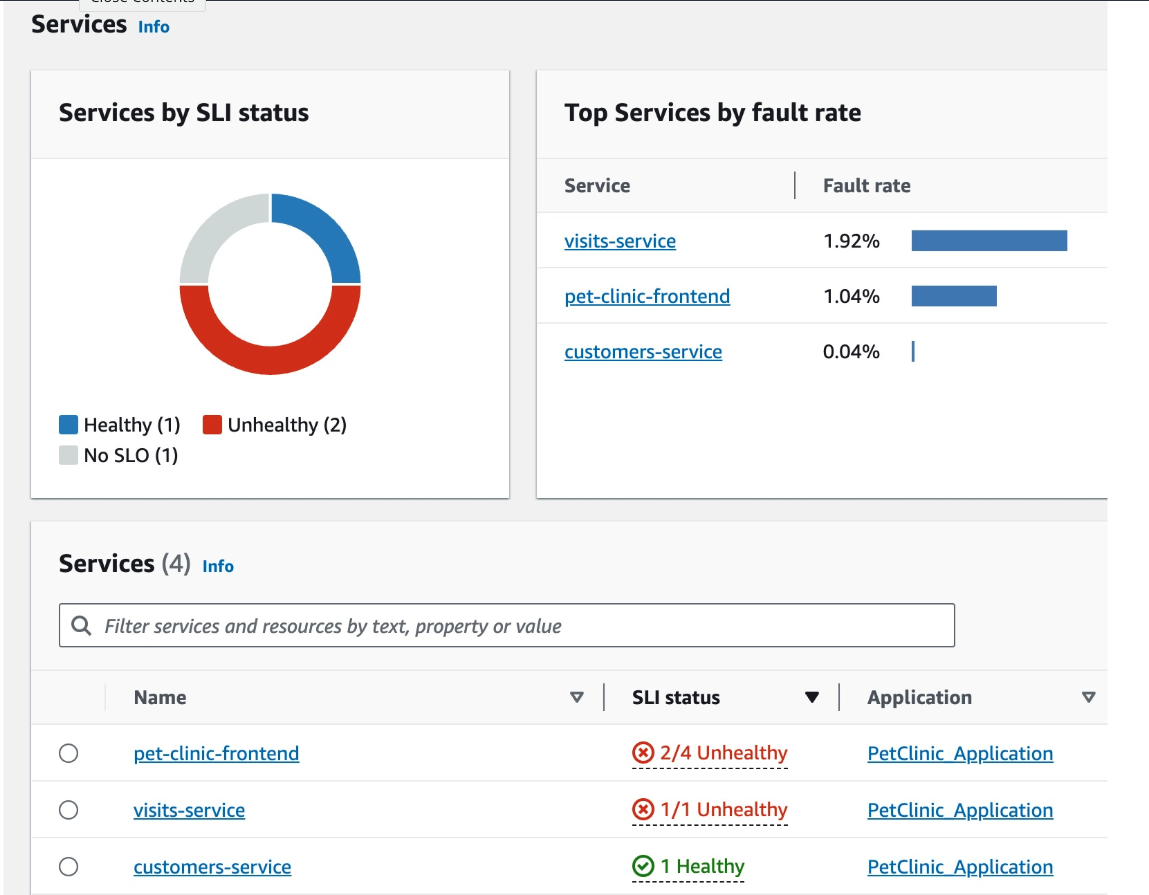 Close Contents
Services Info
Services by SLI status
Healthy (1) Unhealthy (2)
No SLO (1)
Top Services by fault rate
Service Fault rate
visits-service 1.92%
pet-clinic-frontend 1.04%
customers-service 0.04%
Services (4) Info
Filter services and resources by text, property or value
Name SLI status Application
pet-clinic-frontend 2/4 Unhealthy PetClinic_Application
visits-service 1/1 Unhealthy PetClinic_Application
customers-service 1 Healthy PetClinic_Application